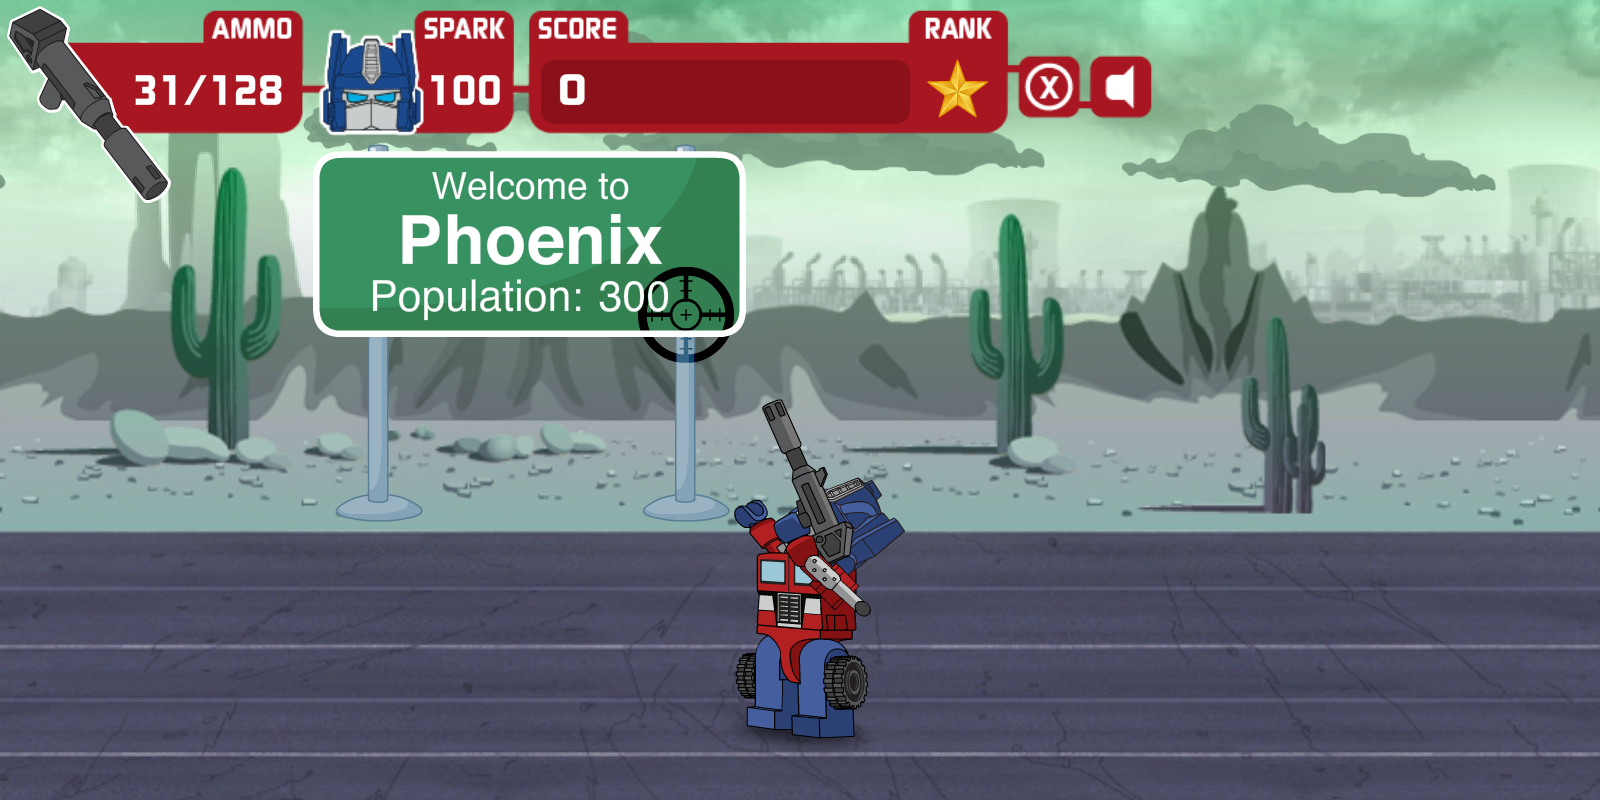 AMMO
31/128
SPARK
100
SCORE
0
RANK
X
Welcome to
Phoenix
Population: 300